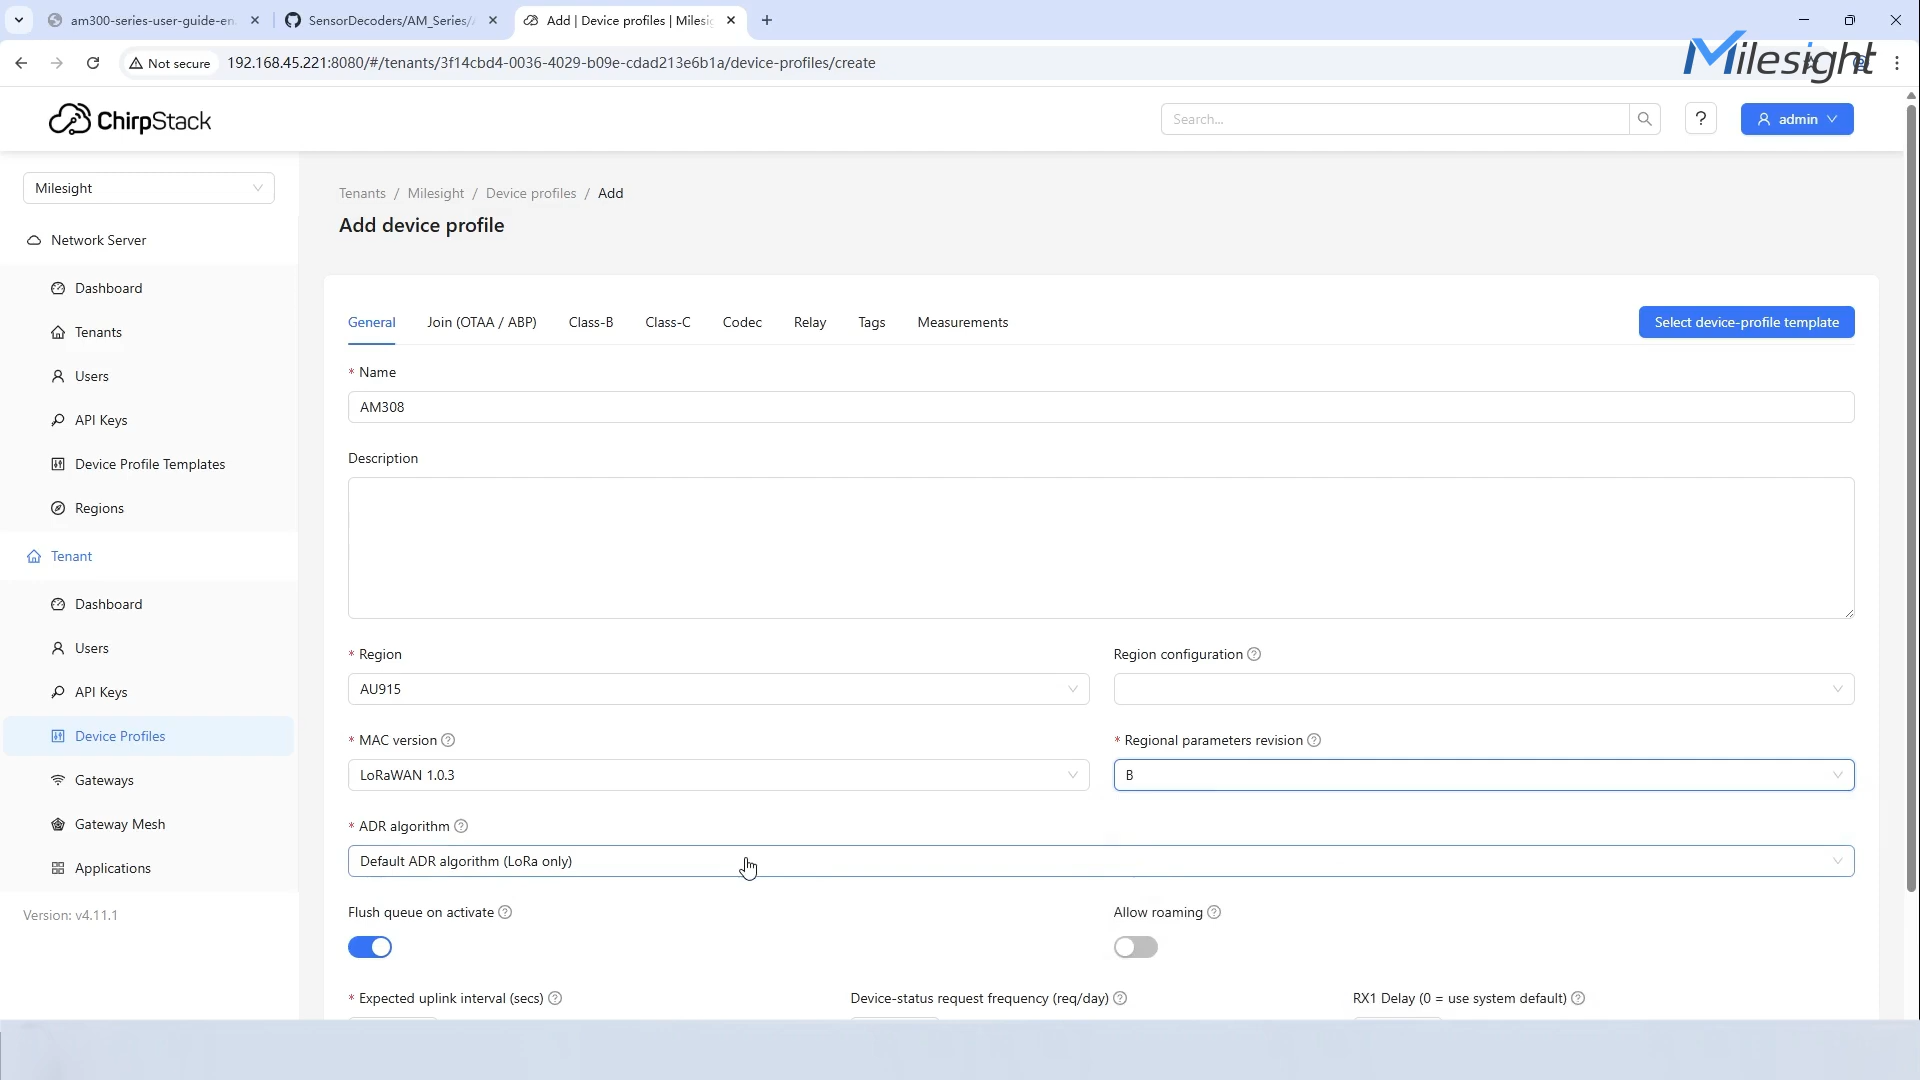 am300-series-user-guide-en
SensorDecoders/AM_Series/
Add | Device profiles | Milesi
Not secure
192.168.45.221:8080/#/tenants/3f14cbd4-0036-4029-b09e-cdad213e6b1a/device-profiles/create
Milesight
ChirpStack
Search...
?
admin
Milesight
Network Server
Dashboard
Tenants
Users
API Keys
Device Profile Templates
Regions
Tenant
Dashboard
Users
API Keys
Device Profiles
Gateways
Gateway Mesh
Applications
Version: v4.11.1
Tenants / Milesight / Device profiles / Add
Add device profile
General Join (OTAA / ABP) Class-B Class-C Codec Relay Tags Measurements
Select device-profile template
* Name
AM308
Description
* Region
AU915
Region configuration
* MAC version
LoRaWAN 1.0.3
* Regional parameters revision
B
* ADR algorithm
Default ADR algorithm (LoRa only)
Flush queue on activate
Allow roaming
* Expected uplink interval (secs)
Device-status request frequency (req/day)
RX1 Delay (0 = use system default)